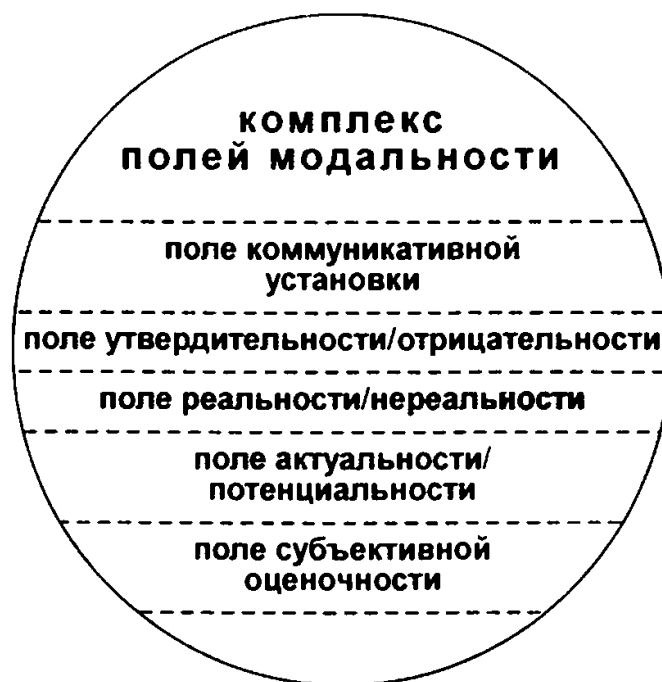 комплекс
полей модальности
поле коммуникативной
установки
поле утвердительности/отрицательности
поле реальности/нереальности
поле актуальности/
потенциальности
поле субъективной
оценочности